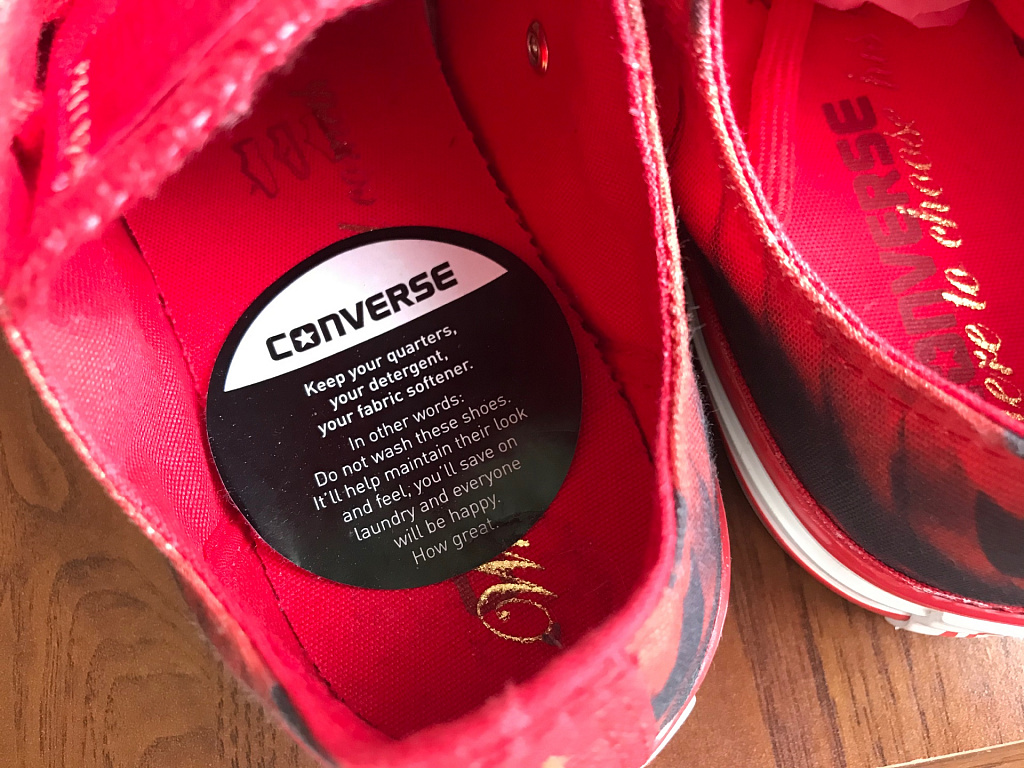 CONVERSE
Keep your quarters,
your detergent,
your fabric softener.
In other words:
Do not wash these shoes.
It'll help maintain their look
and feel, you'll save on
laundry and everyone
will be happy.
How great.
W
CONVERSE
to choose